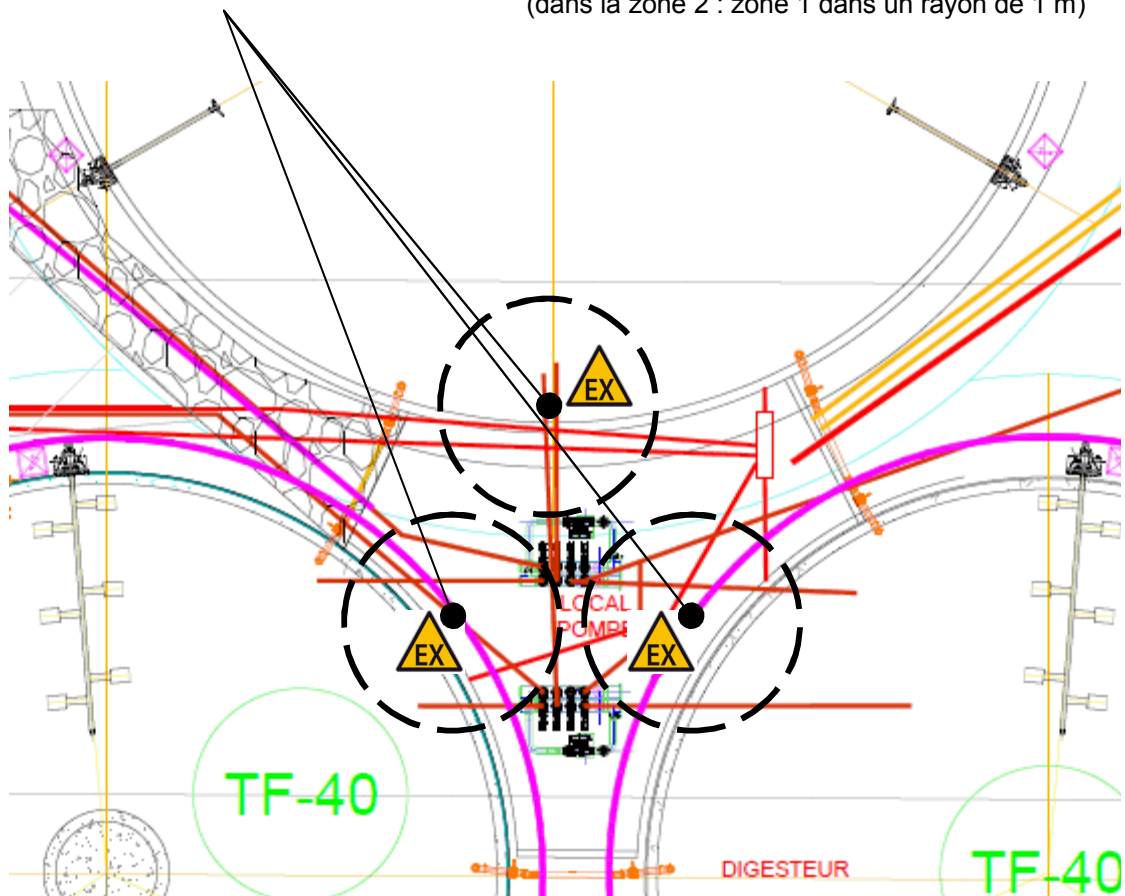 (dans la zone 2 : zone 1 dans un rayon de 1 m)
EX
LOCAL
POMPE
EX
EX
TF-40
DIGESTEUR
TF-40